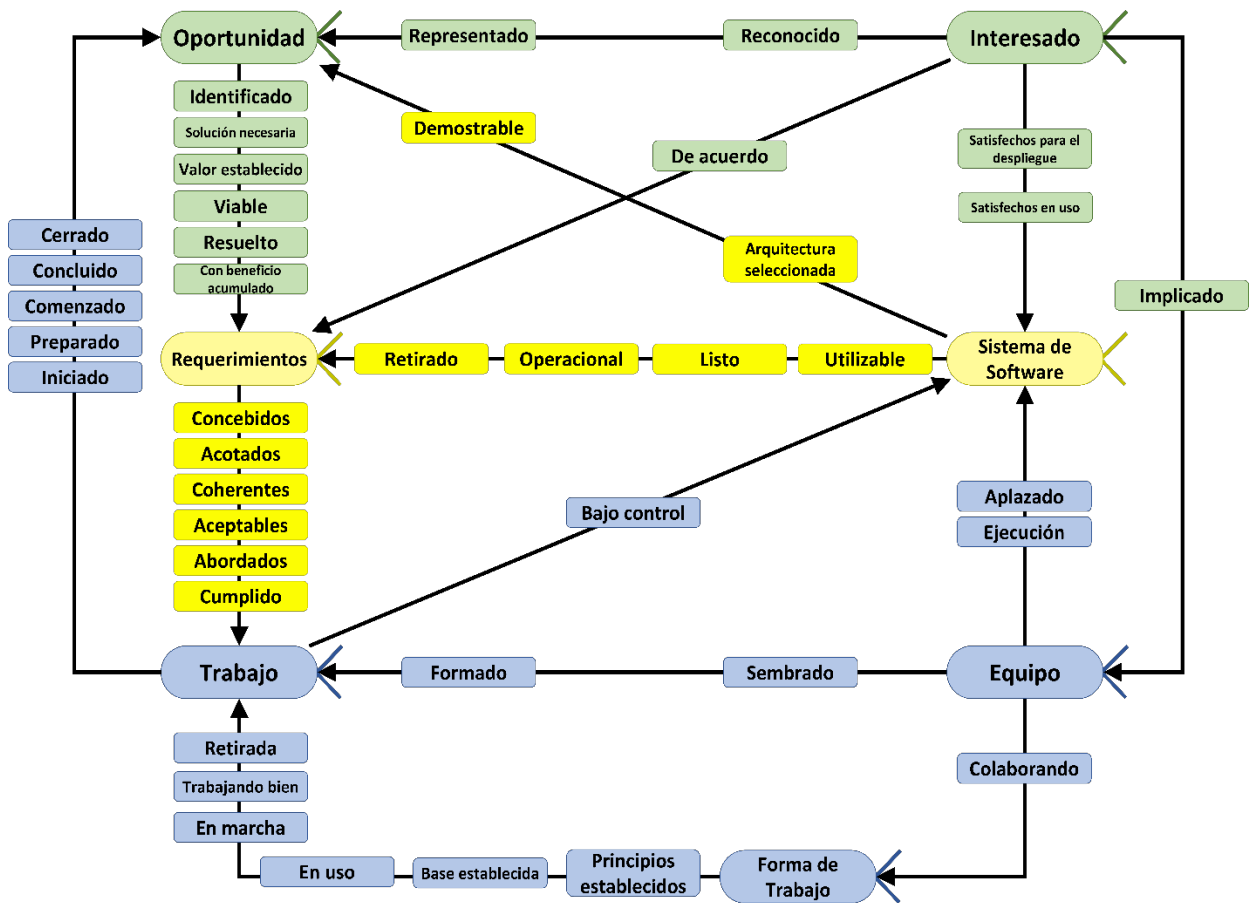 Oportunidad
Representado
Reconocido
Interesado
Identificado
Solución necesaria
Valor establecido
Viable
Resuelto
Con beneficio
acumulado
Demostrable
De acuerdo
Arquitectura
seleccionada
Satisfechos para el
despliegue
Satisfechos en uso
Implicado
Cerrado
Concluido
Comenzado
Preparado
Iniciado
Requerimientos
Retirado
Operacional
Listo
Utilizable
Sistema de
Software
Concebidos
Acotados
Coherentes
Aceptables
Abordados
Cumplido
Bajo control
Aplazado
Ejecución
Trabajo
Formado
Sembrado
Equipo
Retirada
Trabajando bien
En marcha
Colaborando
En uso
Base establecida
Principios
establecidos
Forma de
Trabajo